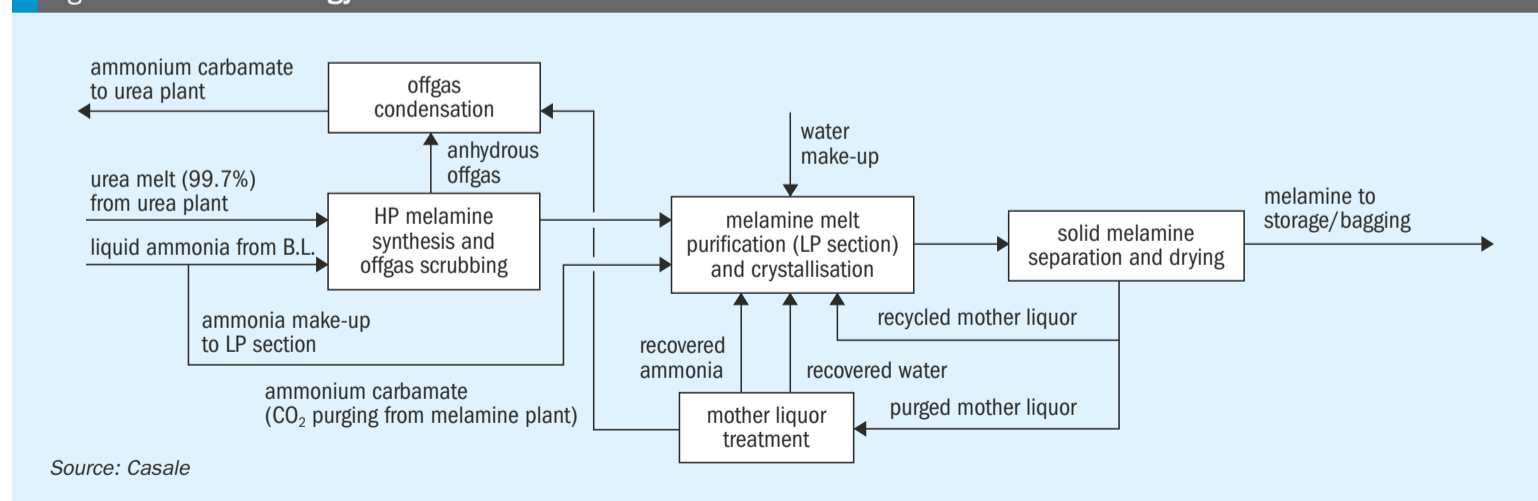 ammonium carbamate
to urea plant
offgas
condensation
anhydrous
offgas
water
make-up
urea melt (99.7%)
from urea plant
liquid ammonia from B.L.
HP melamine
synthesis and
offgas scrubbing
melamine melt
purification (LP section)
and crystallisation
solid melamine
separation and drying
melamine to
storage/bagging
ammonia make-up
to LP section
recovered
ammonia
recovered water
recycled mother liquor
ammonium carbamate
(CO₂ purging from melamine plant)
mother liquor
treatment
purged mother liquor
Source: Casale